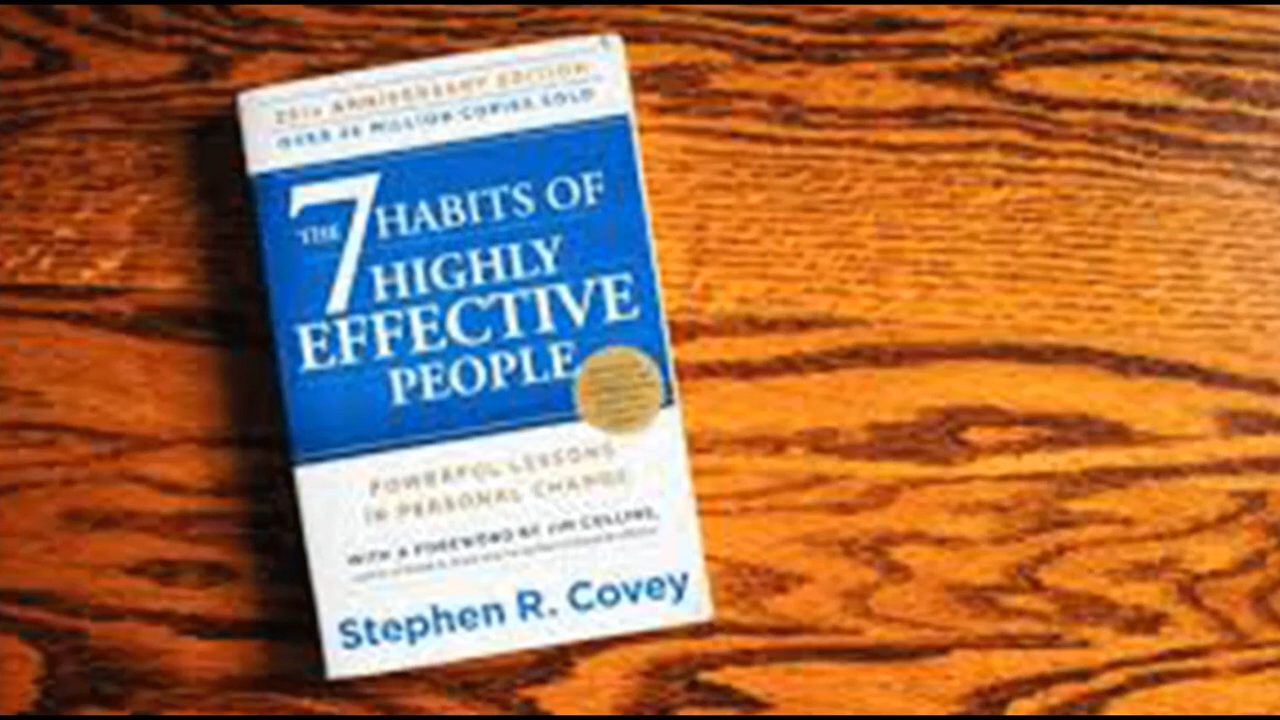 25TH ANNIVERSARY EDITION
OVER 25 MILLION COPIES SOLD
THE 7 HABITS OF
HIGHLY
EFFECTIVE
PEOPLE
POWERFUL LESSONS
IN PERSONAL CHANGE
WITH A FOREWORD BY JIM COLLINS,
Stephen R. Covey